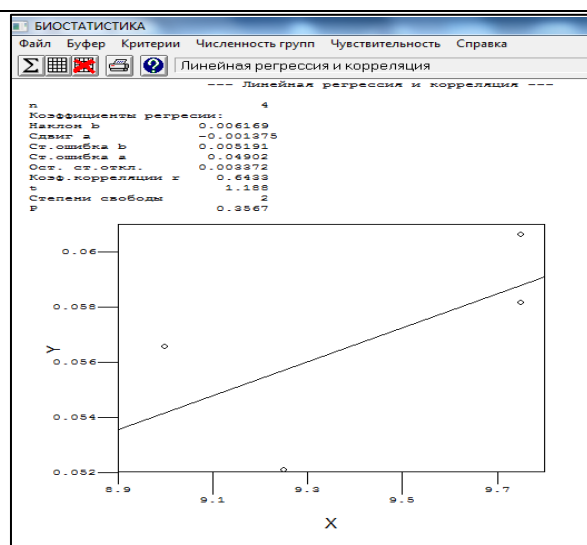 БИОСТАТИСТИКА
Файл Буфер Критерии Численность групп Чувствительность Справка
Линейная регрессия и корреляция
--- Линейная регрессия и корреляция ---
n 4
Коэффициенты регресии:
Наклон b 0.006169
Сдвиг a -0.001375
Ст.ошибка b 0.005191
Ст.ошибка a 0.04902
Ост. ст.откл. 0.003372
Коэф.корреляции r 0.6433
t 1.188
Степени свободы 2
P 0.3567
0.06
0.058
0.056
0.054
0.052
Y
8.9 9.1 9.3 9.5 9.7
X